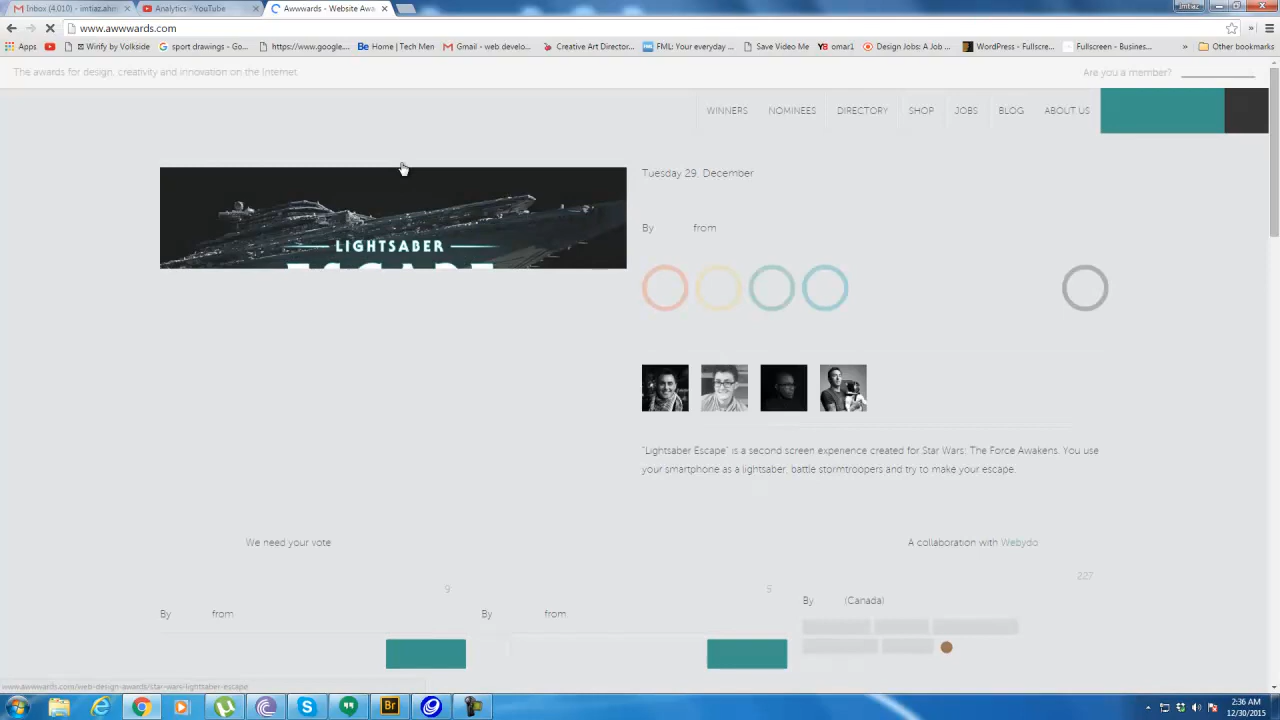 Inbox (4,010) - imtiaz.ahm
Analytics - YouTube
Awwwards - Website Awa
imtiaz
www.awwwards.com
Apps
Wirify by Volkside
sport drawings - Go...
https://www.google....
Home | Tech Men
Gmail - web develo...
Creative Art Director...
FML: Your everyday ...
Save Video Me
omar1
Design Jobs: A Job ...
WordPress - Fullscre...
Fullscreen - Busines...
Other bookmarks
The awards for design, creativity and innovation on the Internet
Are you a member?
WINNERS NOMINEES DIRECTORY SHOP JOBS BLOG ABOUT US
LIGHTSABER
ESCAPE
Tuesday 29, December
By from
"Lightsaber Escape" is a second screen experience created for Star Wars: The Force Awakens. You use
your smartphone as a lightsaber, battle stormtroopers and try to make your escape.
We need your vote
A collaboration with Webydo
9
5
227
By from
By from
By (Canada)
www.awwwards.com/web-design-awards/star-wars/lightsaber-escape
Br
2:36 AM
12/30/2015